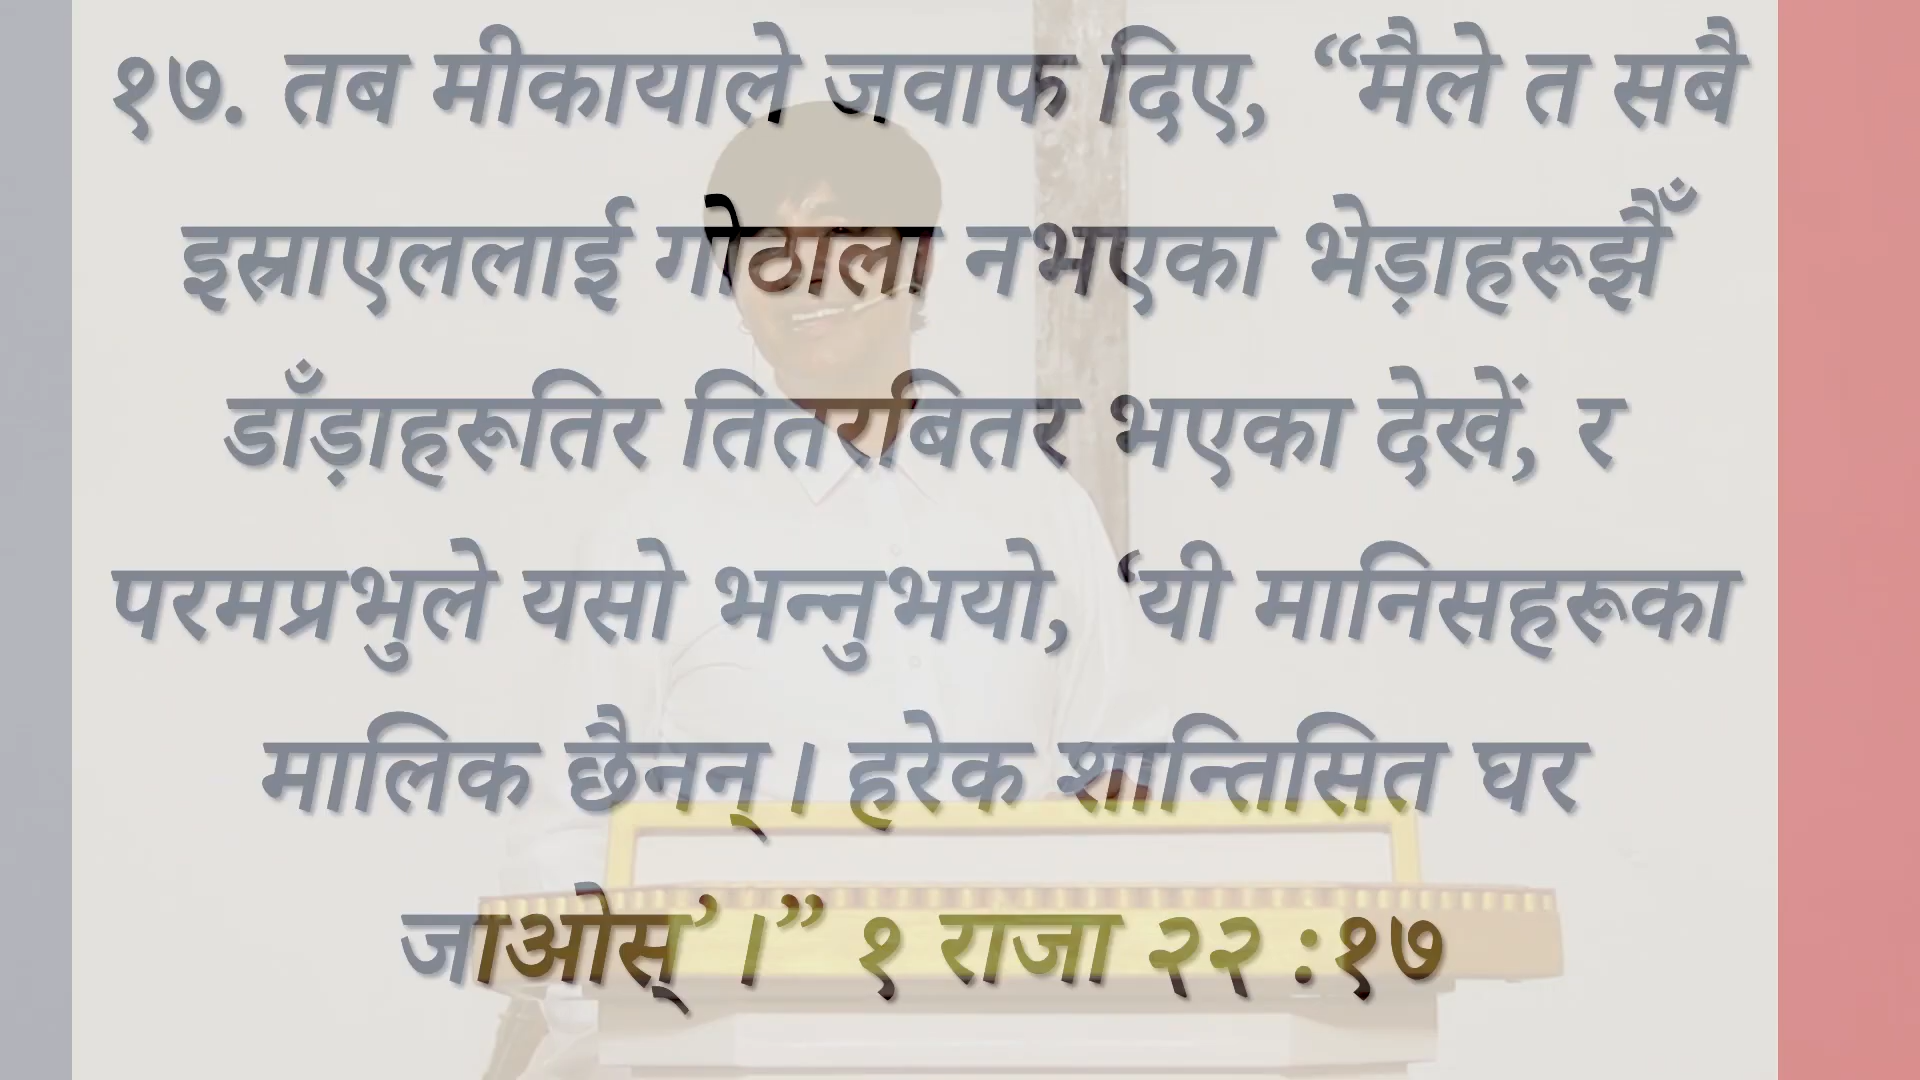 १७. तब मीकायाले जवाफ दिए, “मैले त सबै
इस्राएललाई गोठाला नभएका भेड़ाहरूझैँ
डाँड़ाहरूतिर तितरबितर भएका देखें, र
परमप्रभुले यसो भन्नुभयो, ‘यी मानिसहरूका
मालिक छैनन्। हरेक शान्तिसित घर
जाओस्’।” १ राजा २२:१७